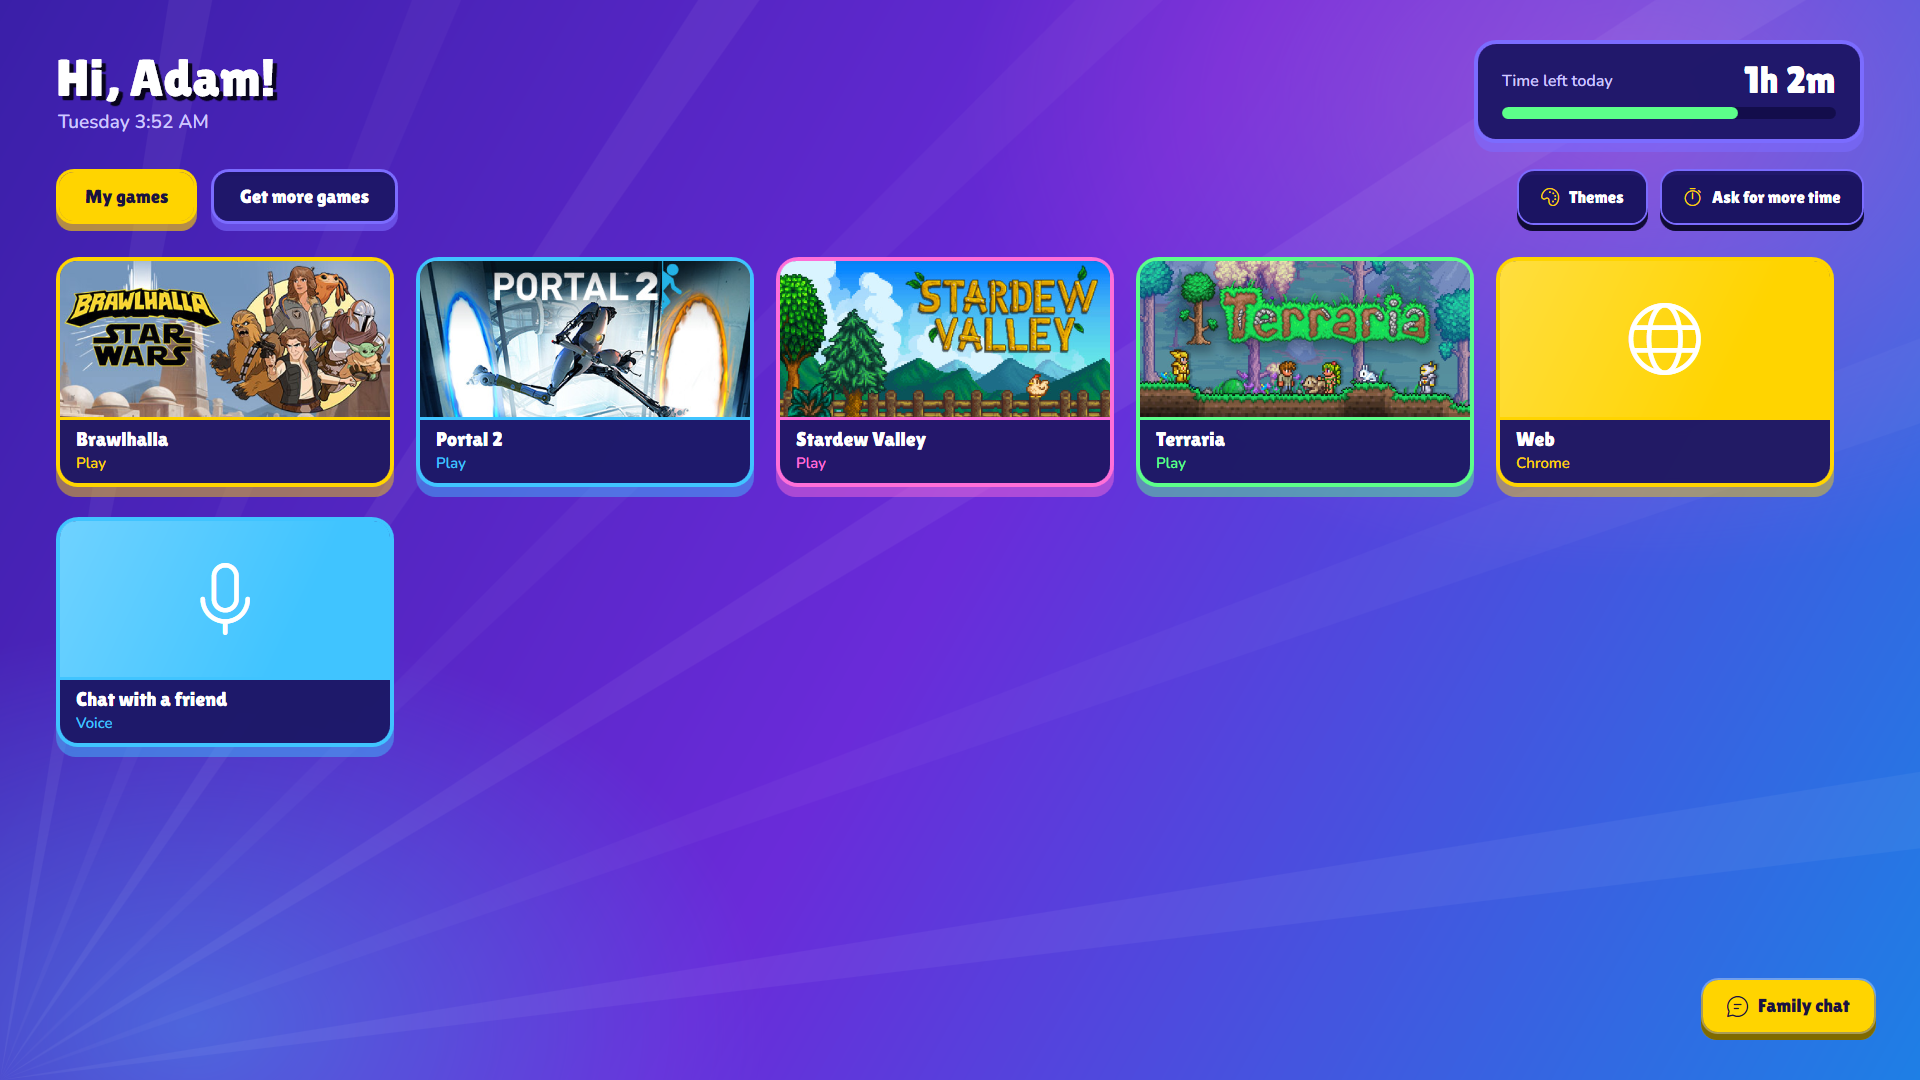 Hi, Adam!
Tuesday 3:52 AM
Time left today
1h 2m
My games
Get more games
Themes
Ask for more time
BRAWLHALLA
STAR
WARS
Brawlhalla
Play
PORTAL 2
Portal 2
Play
STARDEW
VALLEY
Stardew Valley
Play
Terraria
Terraria
Play
Web
Chrome
Chat with a friend
Voice
Family chat